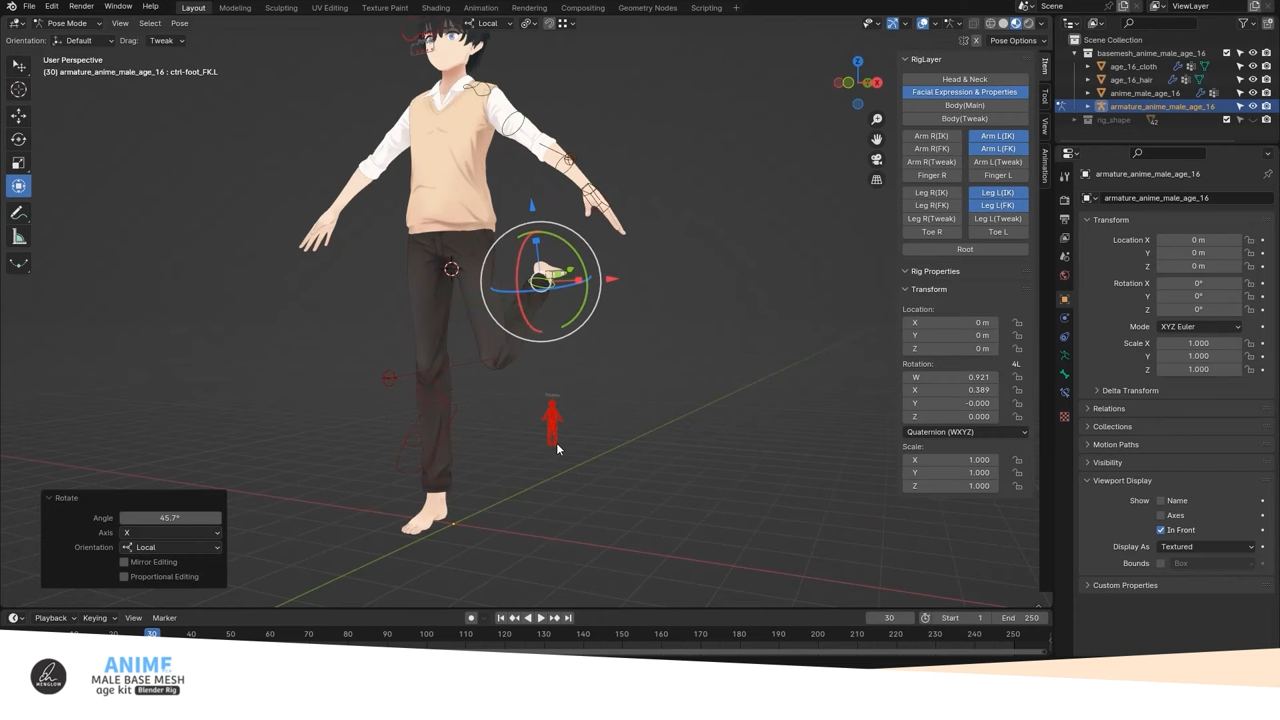 File Edit Render Window Help Layout Modeling Sculpting UV Editing Texture Paint Shading Animation Rendering Compositing Geometry Nodes Scripting + Scene ViewLayer
Pose Mode View Select Pose Local
Orientation: Default Drag: Tweak X Pose Options
User Perspective
(30) armature_anime_male_age_16 : ctrl-foot_FK.L
Z
X
RigLayer
Head & Neck
Facial Expression & Properties
Body(Main)
Body(Tweak)
Arm R(IK) Arm L(IK)
Arm R(FK) Arm L(FK)
Arm R(Tweak) Arm L(Tweak)
Finger R Finger L
Leg R(IK) Leg L(IK)
Leg R(FK) Leg L(FK)
Leg R(Tweak) Leg L(Tweak)
Toe R Toe L
Root
Rig Properties
Transform
Location:
X 0 m
Y 0 m
Z 0 m
Rotation: 4L
W 0.921
X 0.389
Y -0.000
Z 0.000
Quaternion (WXYZ)
Scale:
X 1.000
Y 1.000
Z 1.000
Item
Tool
View
Animation
Scene Collection
basemesh_anime_male_age_16
age_16_cloth
age_16_hair
anime_male_age_16
armature_anime_male_age_16
rig_shape
armature_anime_male_age_16
armature_anime_male_age_16
Transform
Location X 0 m
Y 0 m
Z 0 m
Rotation X 0°
Y 0°
Z 0°
Mode XYZ Euler
Scale X 1.000
Y 1.000
Z 1.000
Delta Transform
Relations
Collections
Motion Paths
Visibility
Viewport Display
Show Name
Axes
In Front
Display As Textured
Bounds Box
Custom Properties
Rotate
Angle 45.7°
Axis X
Orientation Local
Mirror Editing
Proportional Editing
Playback Keying View Marker 30 Start 1 End 250
20 30 40 50 60 70 80 90 100 110 120 130 140 150 160 170 180 190 200 210 220 230 240 250
MENGLOW
ANIME
MALE BASE MESH
age kit Blender Rig